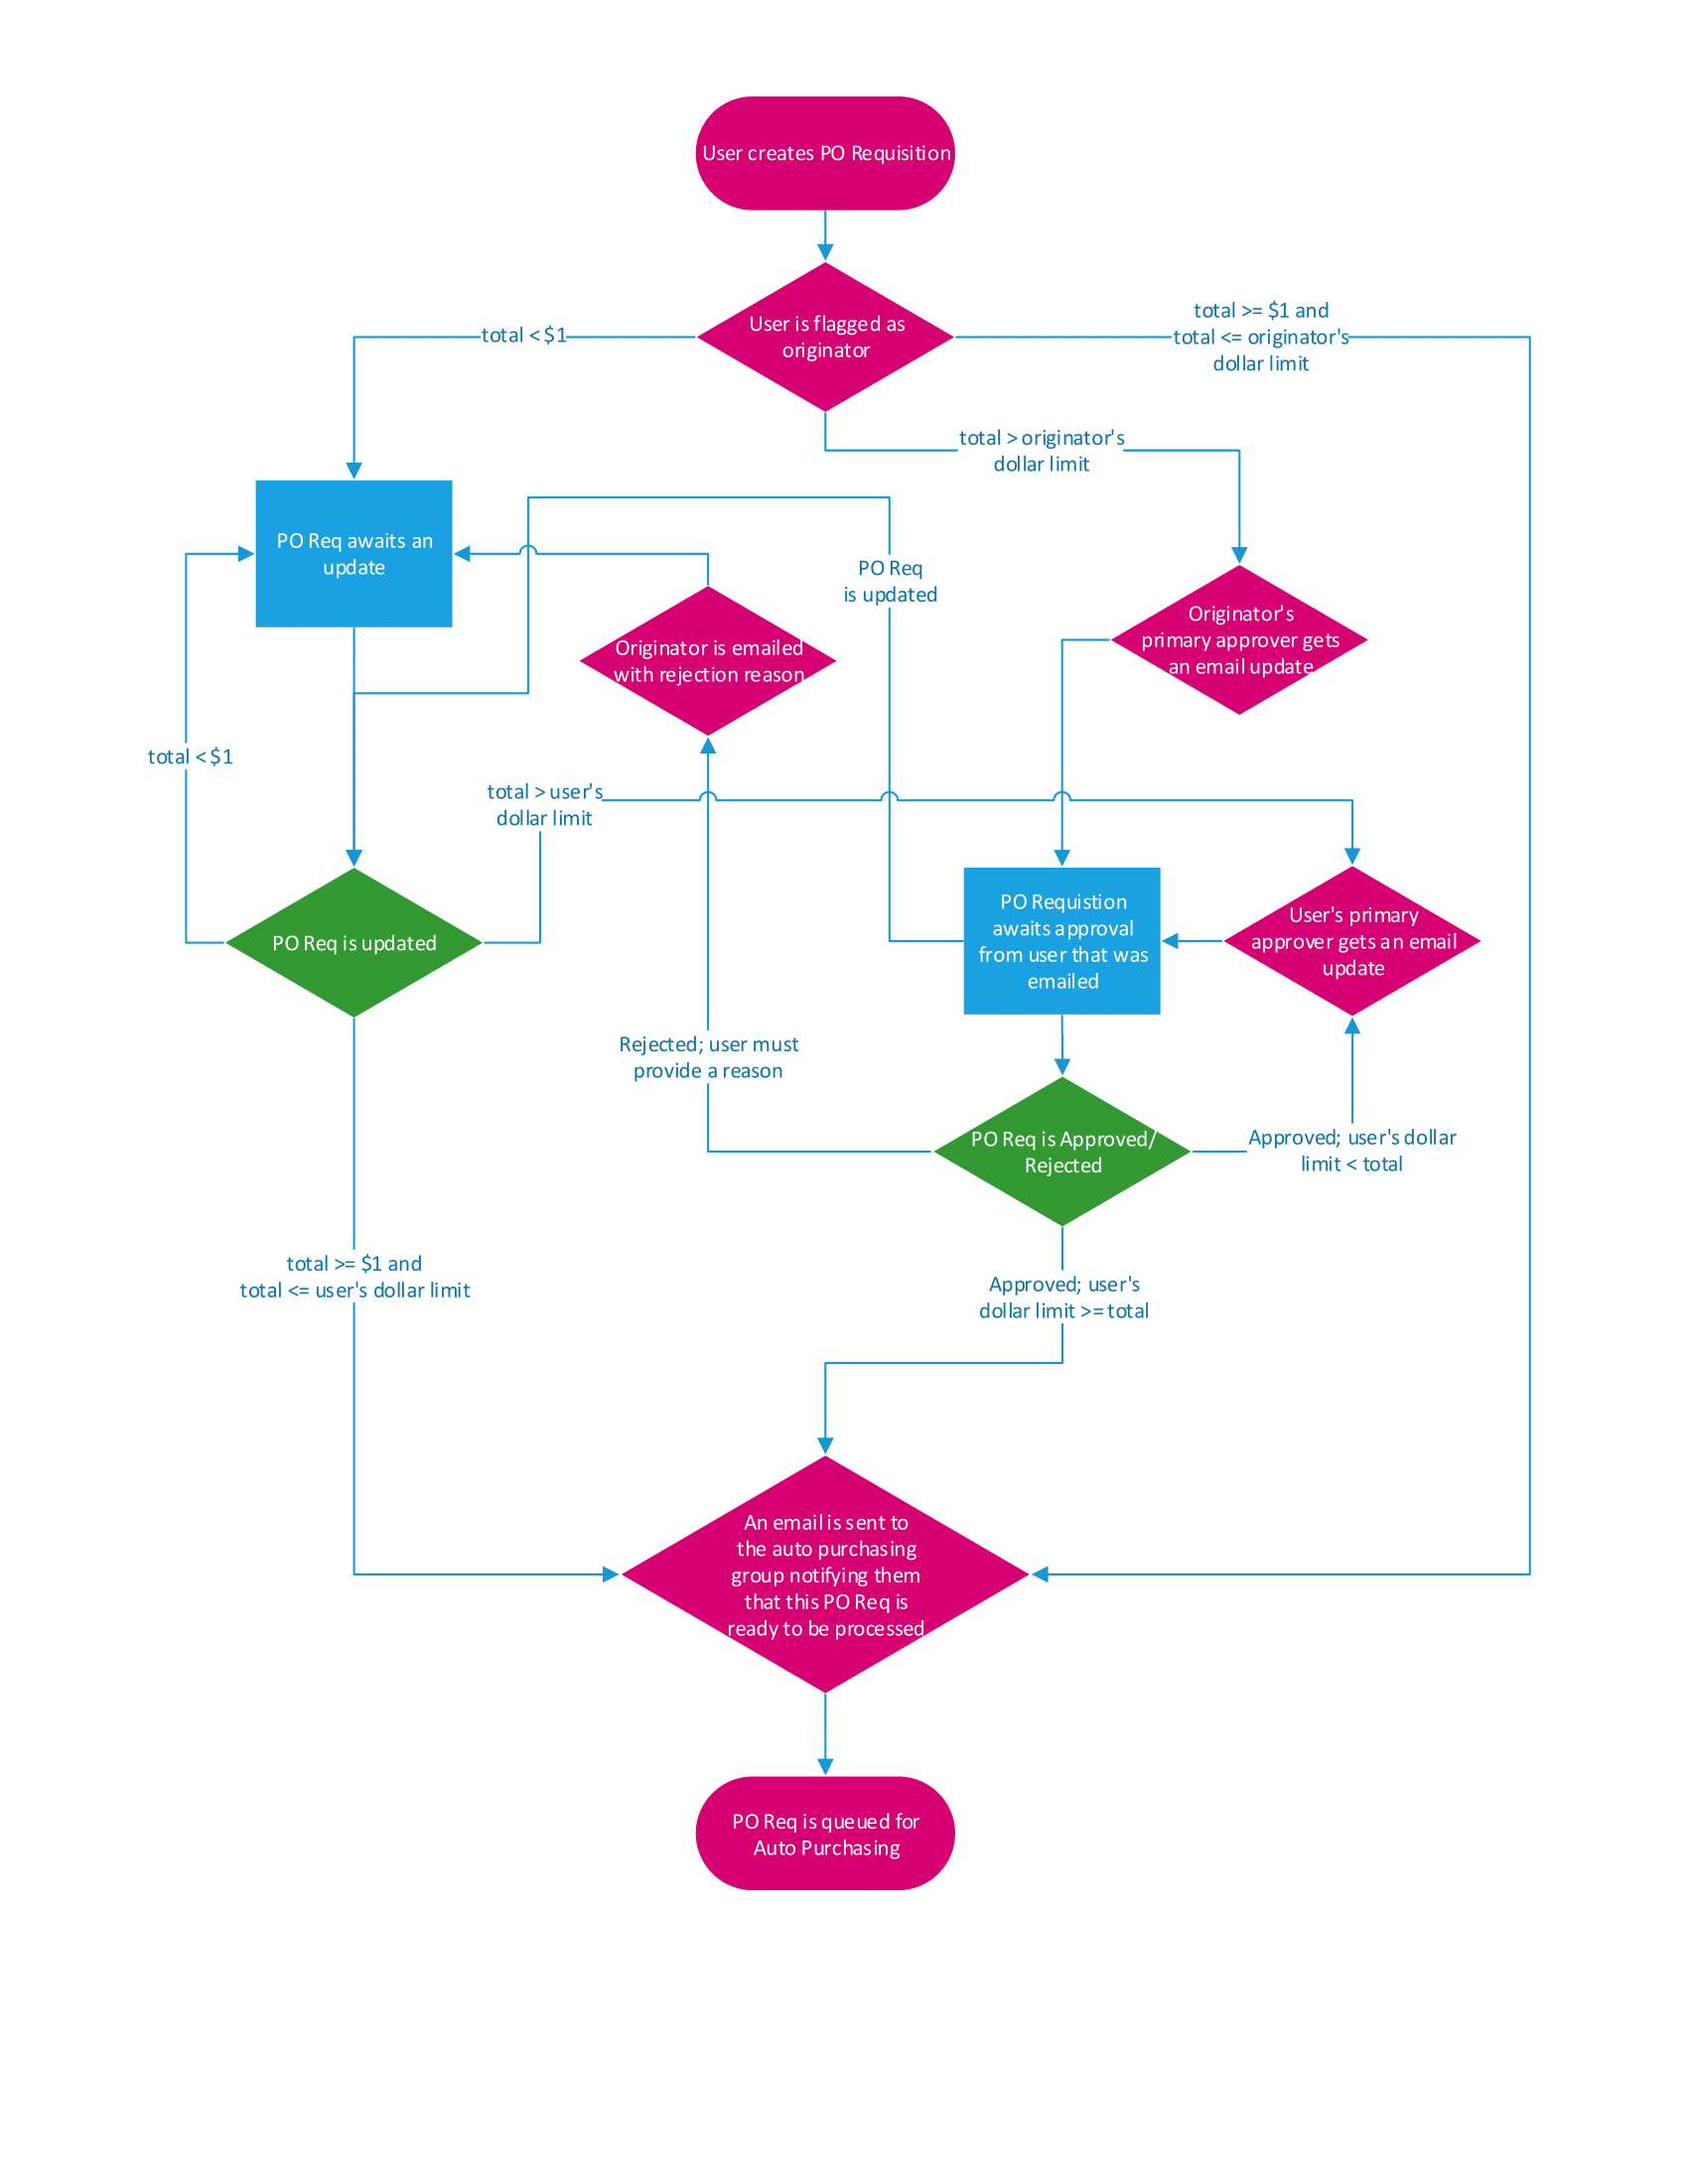 User creates PO Requisition
User is flagged as
originator
total < $1
total >= $1 and
total <= originator's
dollar limit
total > originator's
dollar limit
PO Req awaits an
update
PO Req
is updated
Originator's
primary approver gets
an email update
Originator is emailed
with rejection reason
total < $1
total > user's
dollar limit
PO Req is updated
PO Requistion
awaits approval
from user that was
emailed
User's primary
approver gets an email
update
Rejected; user must
provide a reason
PO Req is Approved/
Rejected
Approved; user's dollar
limit < total
total >= $1 and
total <= user's dollar limit
Approved; user's
dollar limit >= total
An email is sent to
the auto purchasing
group notifying them
that this PO Req is
ready to be processed
PO Req is queued for
Auto Purchasing